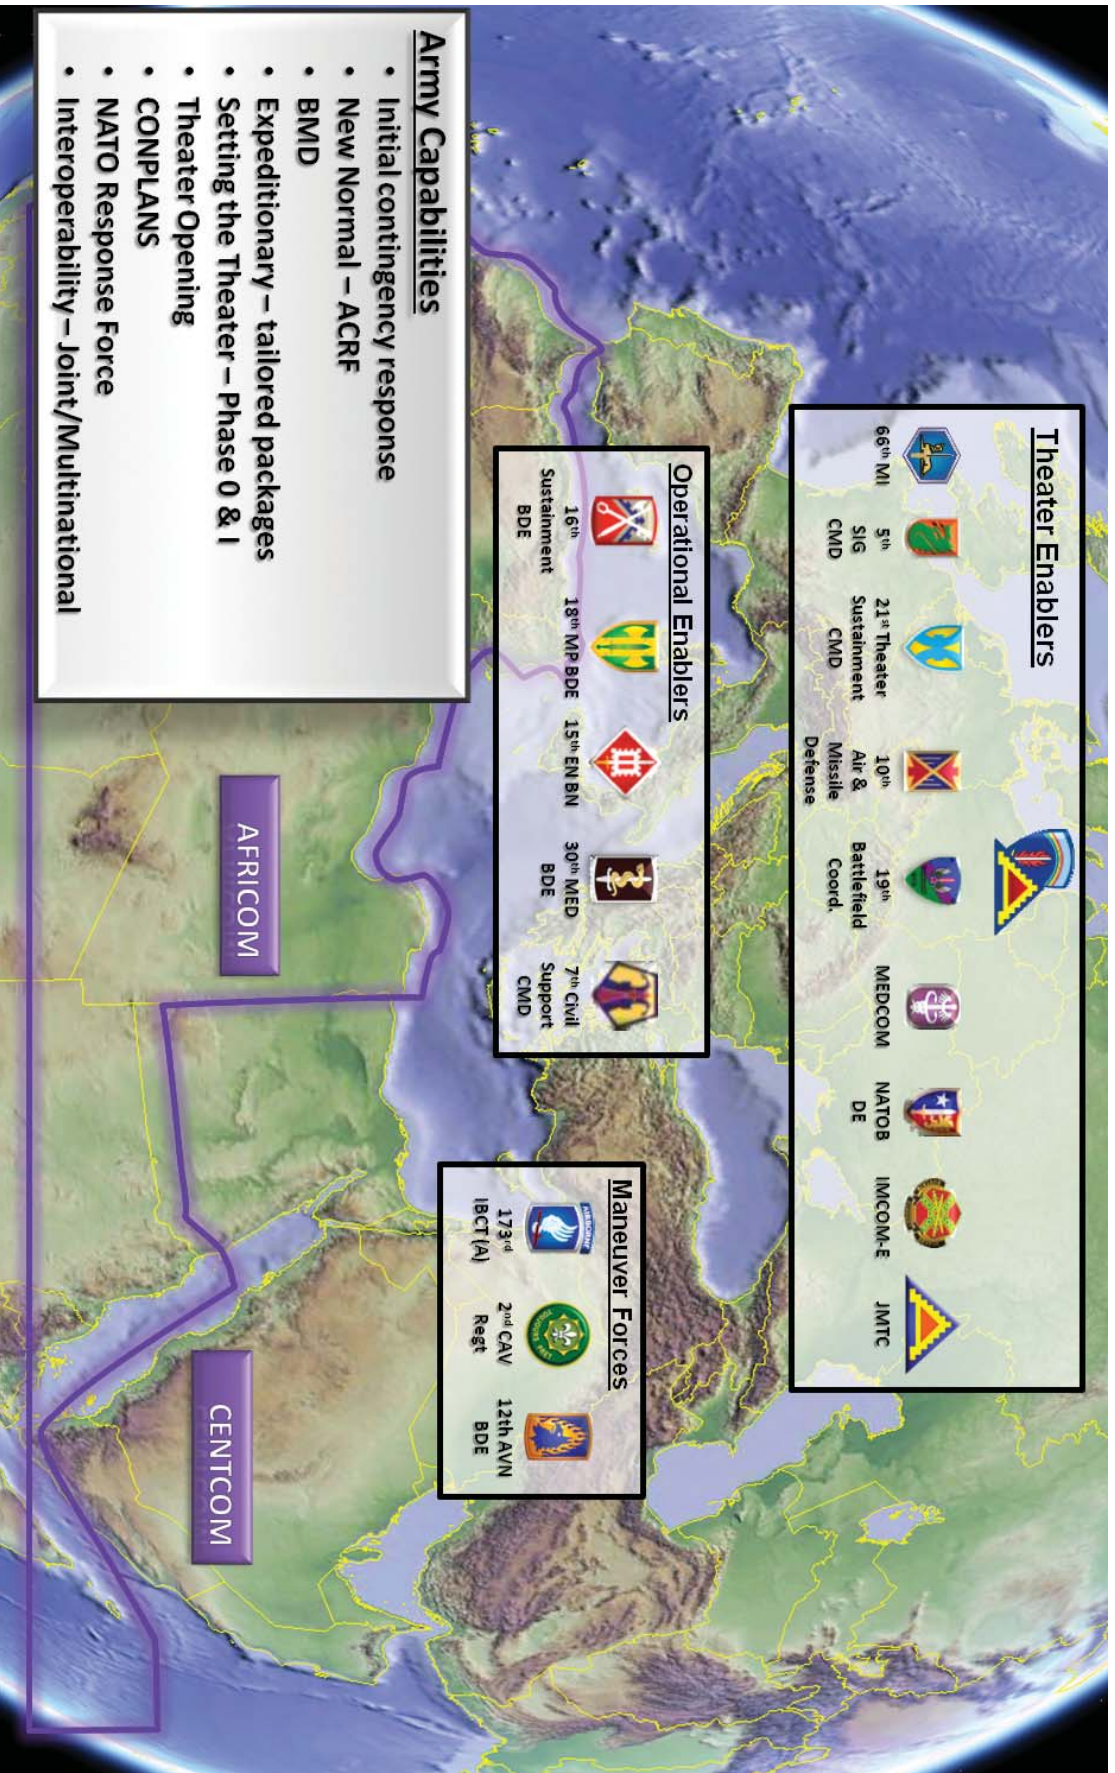 Theater Enablers
66th MI
5th
SIG
CMD
21st Theater
Sustainment
CMD
10th
Air &
Missile
Defense
19th
Battlefield
Coord.
MEDCOM
NATOB
DE
IMCOM-E
JMTC
Operational Enablers
16th
Sustainment
BDE
18th MP BDE
15th EN BN
30th MED
BDE
7th Civil
Support
CMD
Maneuver Forces
AIRBORNE
173rd
IBCT (A)
TOUJOURS PRET
2nd CAV
Regt
12th AVN
BDE
Army Capabilities
• Initial contingency response
• New Normal – ACRF
• BMD
• Expeditionary – tailored packages
• Setting the Theater – Phase 0 & I
• Theater Opening
• CONPLANS
• NATO Response Force
• Interoperability – Joint/Multinational
AFRICOM
CENTCOM